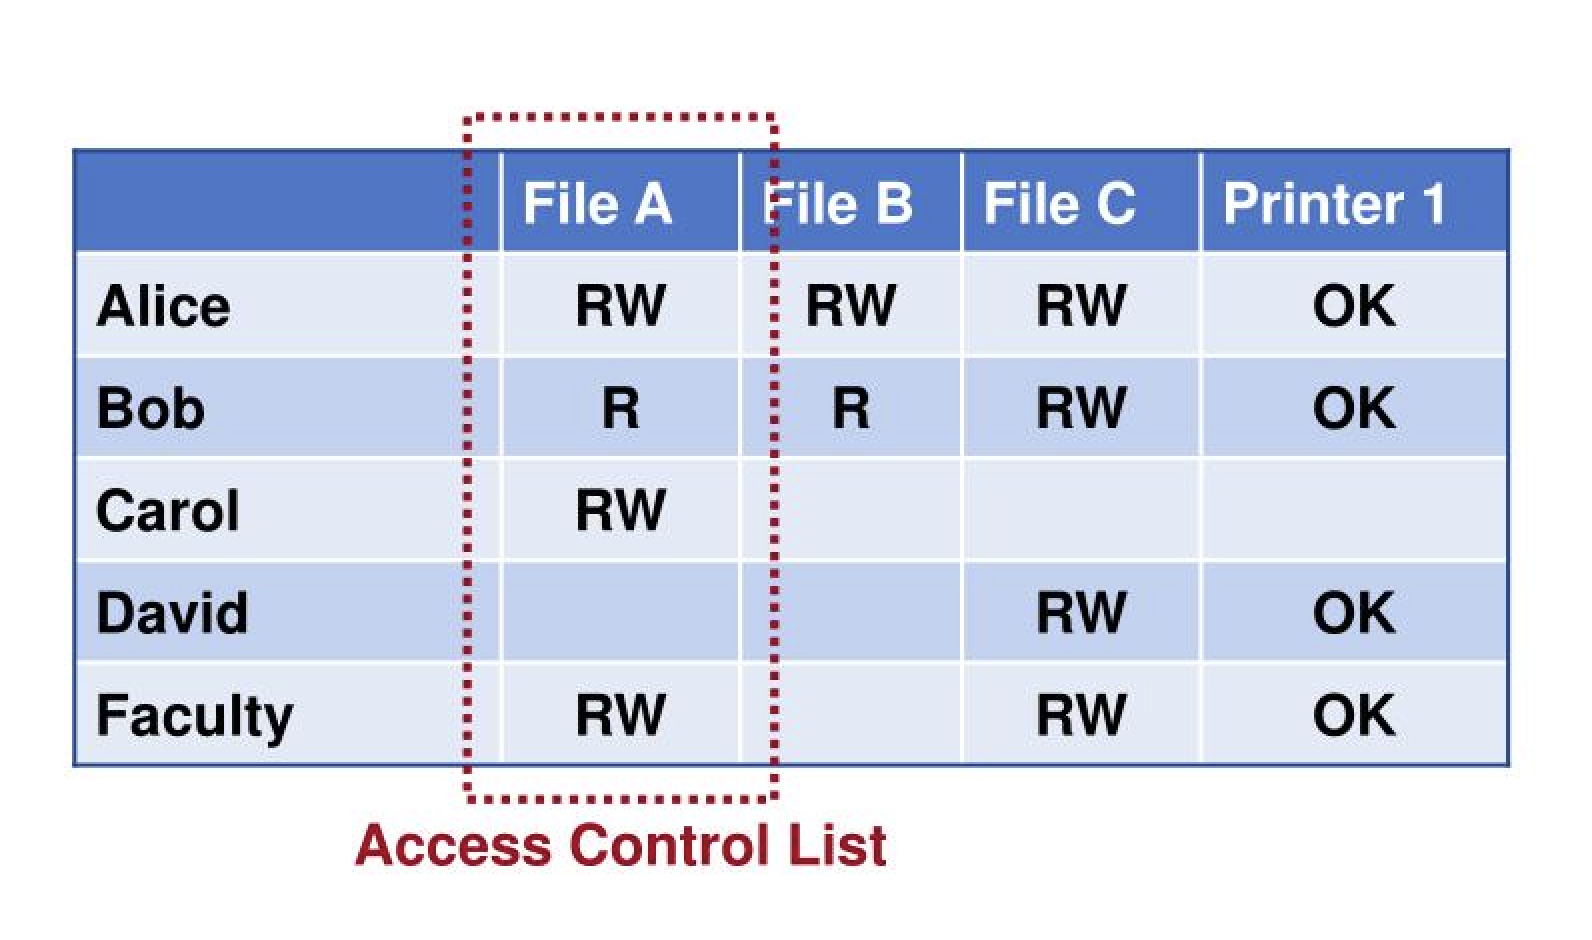 File A File B File C Printer 1
Alice RW RW RW OK
Bob R R RW OK
Carol RW
David RW OK
Faculty RW RW OK
Access Control List